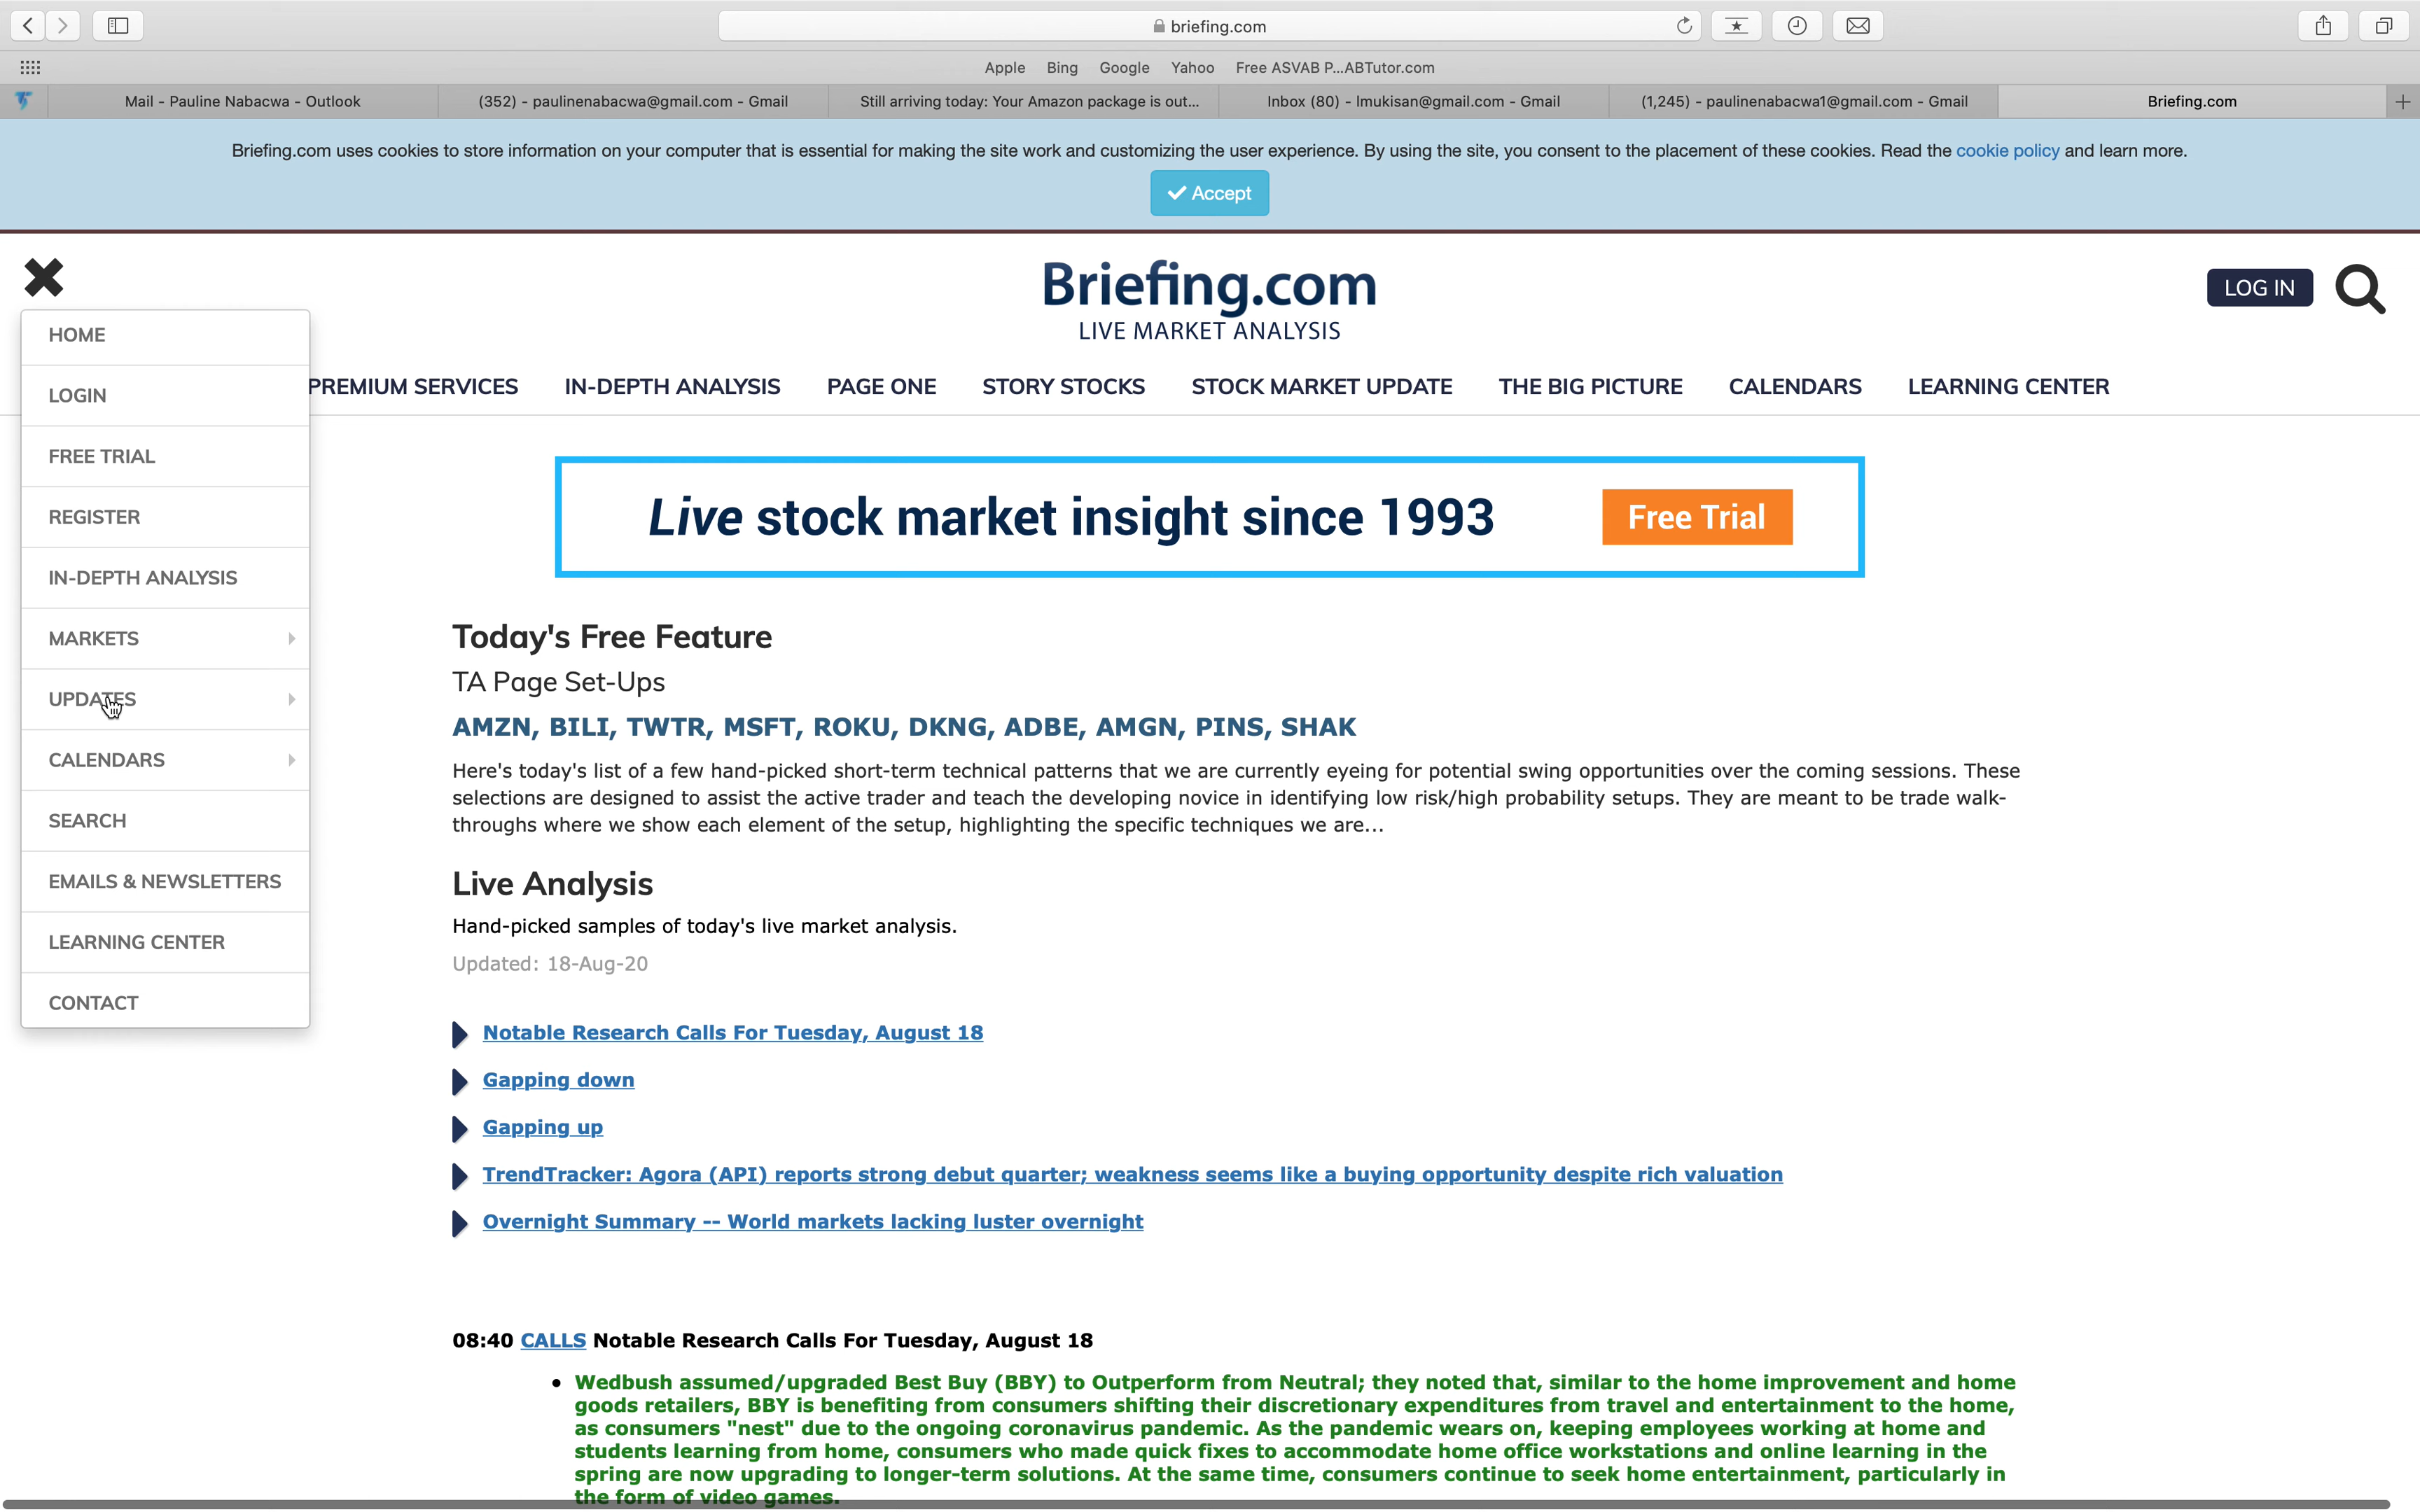 briefing.com
Apple Bing Google Yahoo Free ASVAB P...ABTutor.com
Mail - Pauline Nabacwa - Outlook
(352) - paulinenabacwa@gmail.com - Gmail
Still arriving today: Your Amazon package is out...
Inbox (80) - lmukisan@gmail.com - Gmail
(1,245) - paulinenabacwa1@gmail.com - Gmail
Briefing.com
Briefing.com uses cookies to store information on your computer that is essential for making the site work and customizing the user experience. By using the site, you consent to the placement of these cookies. Read the cookie policy and learn more.
Accept
Briefing.com
LIVE MARKET ANALYSIS
LOG IN
PREMIUM SERVICES IN-DEPTH ANALYSIS PAGE ONE STORY STOCKS STOCK MARKET UPDATE THE BIG PICTURE CALENDARS LEARNING CENTER
HOME
LOGIN
FREE TRIAL
REGISTER
IN-DEPTH ANALYSIS
MARKETS
UPDATES
CALENDARS
SEARCH
EMAILS & NEWSLETTERS
LEARNING CENTER
CONTACT
Live stock market insight since 1993
Free Trial
Today's Free Feature
TA Page Set-Ups
AMZN, BILI, TWTR, MSFT, ROKU, DKNG, ADBE, AMGN, PINS, SHAK
Here's today's list of a few hand-picked short-term technical patterns that we are currently eyeing for potential swing opportunities over the coming sessions. These
selections are designed to assist the active trader and teach the developing novice in identifying low risk/high probability setups. They are meant to be trade walk-
throughs where we show each element of the setup, highlighting the specific techniques we are...
Live Analysis
Hand-picked samples of today's live market analysis.
Updated: 18-Aug-20
Notable Research Calls For Tuesday, August 18
Gapping down
Gapping up
TrendTracker: Agora (API) reports strong debut quarter; weakness seems like a buying opportunity despite rich valuation
Overnight Summary -- World markets lacking luster overnight
08:40 CALLS Notable Research Calls For Tuesday, August 18
• Wedbush assumed/upgraded Best Buy (BBY) to Outperform from Neutral; they noted that, similar to the home improvement and home
goods retailers, BBY is benefiting from consumers shifting their discretionary expenditures from travel and entertainment to the home,
as consumers "nest" due to the ongoing coronavirus pandemic. As the pandemic wears on, keeping employees working at home and
students learning from home, consumers who made quick fixes to accommodate home office workstations and online learning in the
spring are now upgrading to longer-term solutions. At the same time, consumers continue to seek home entertainment, particularly in
the form of video games.